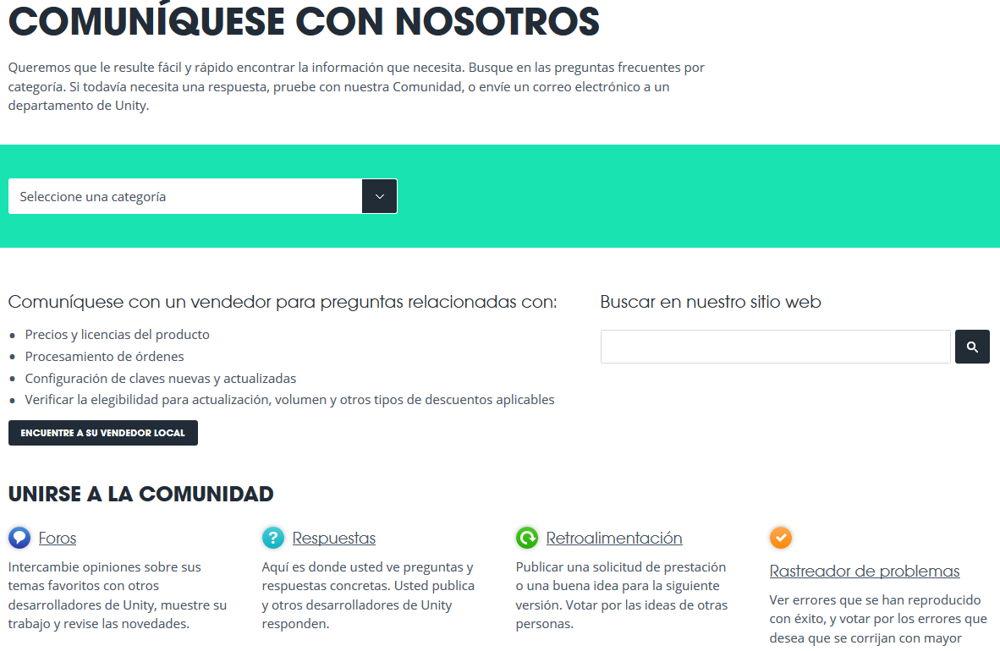 COMUNÍQUESE CON NOSOTROS
Queremos que le resulte fácil y rápido encontrar la información que necesita. Busque en las preguntas frecuentes por
categoría. Si todavía necesita una respuesta, pruebe con nuestra Comunidad, o envíe un correo electrónico a un
departamento de Unity.
Seleccione una categoría
Comuníquese con un vendedor para preguntas relacionadas con:
Precios y licencias del producto
Procesamiento de órdenes
Configuración de claves nuevas y actualizadas
Verificar la elegibilidad para actualización, volumen y otros tipos de descuentos aplicables
ENCUENTRE A SU VENDEDOR LOCAL
Buscar en nuestro sitio web
UNIRSE A LA COMUNIDAD
Foros
Intercambie opiniones sobre sus
temas favoritos con otros
desarrolladores de Unity, muestre su
trabajo y revise las novedades.
Respuestas
Aquí es donde usted ve preguntas y
respuestas concretas. Usted publica
y otros desarrolladores de Unity
responden.
Retroalimentación
Publicar una solicitud de prestación
o una buena idea para la siguiente
versión. Votar por las ideas de otras
personas.
Rastreador de problemas
Ver errores que se han reproducido
con éxito, y votar por los errores que
desea que se corrijan con mayor